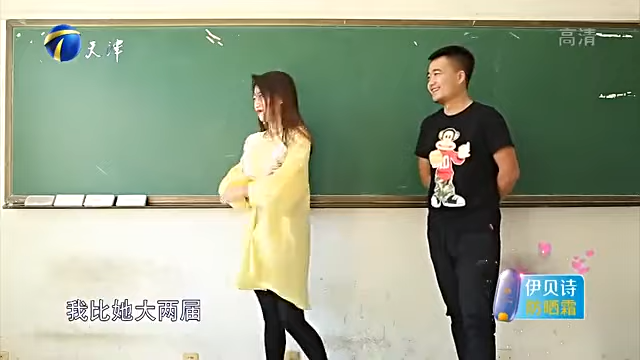 天津
高清
我比她大两届
伊贝诗
防晒霜